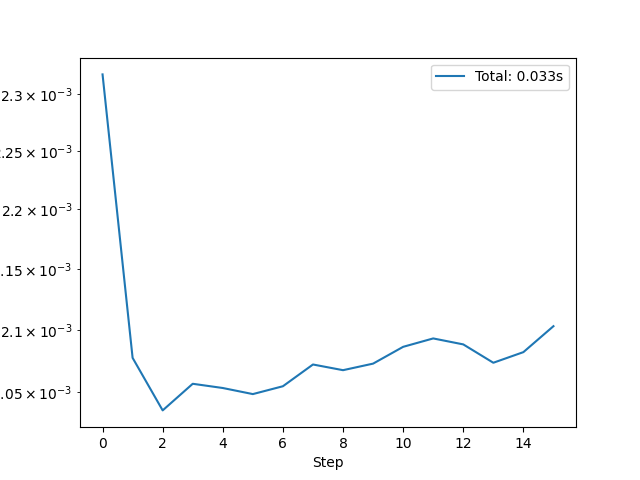 Total: 0.033s
2.3 × 10⁻³
.25 × 10⁻³
2.2 × 10⁻³
.15 × 10⁻³
2.1 × 10⁻³
.05 × 10⁻³
0 2 4 6 8 10 12 14
Step